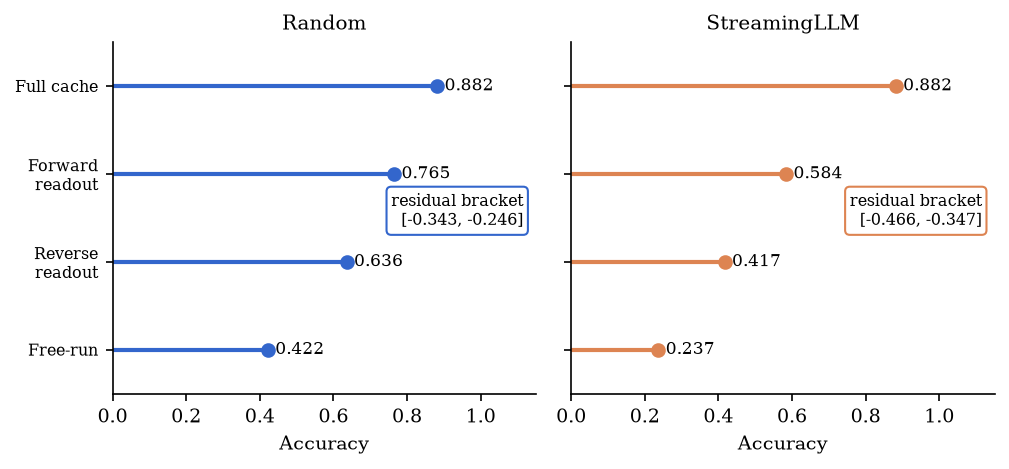 Random
StreamingLLM
Full cache
0.882
0.882
Forward
readout
0.765
0.584
residual bracket
[-0.343, -0.246]
residual bracket
[-0.466, -0.347]
Reverse
readout
0.636
0.417
Free-run
0.422
0.237
0.0 0.2 0.4 0.6 0.8 1.0
0.0 0.2 0.4 0.6 0.8 1.0
Accuracy
Accuracy